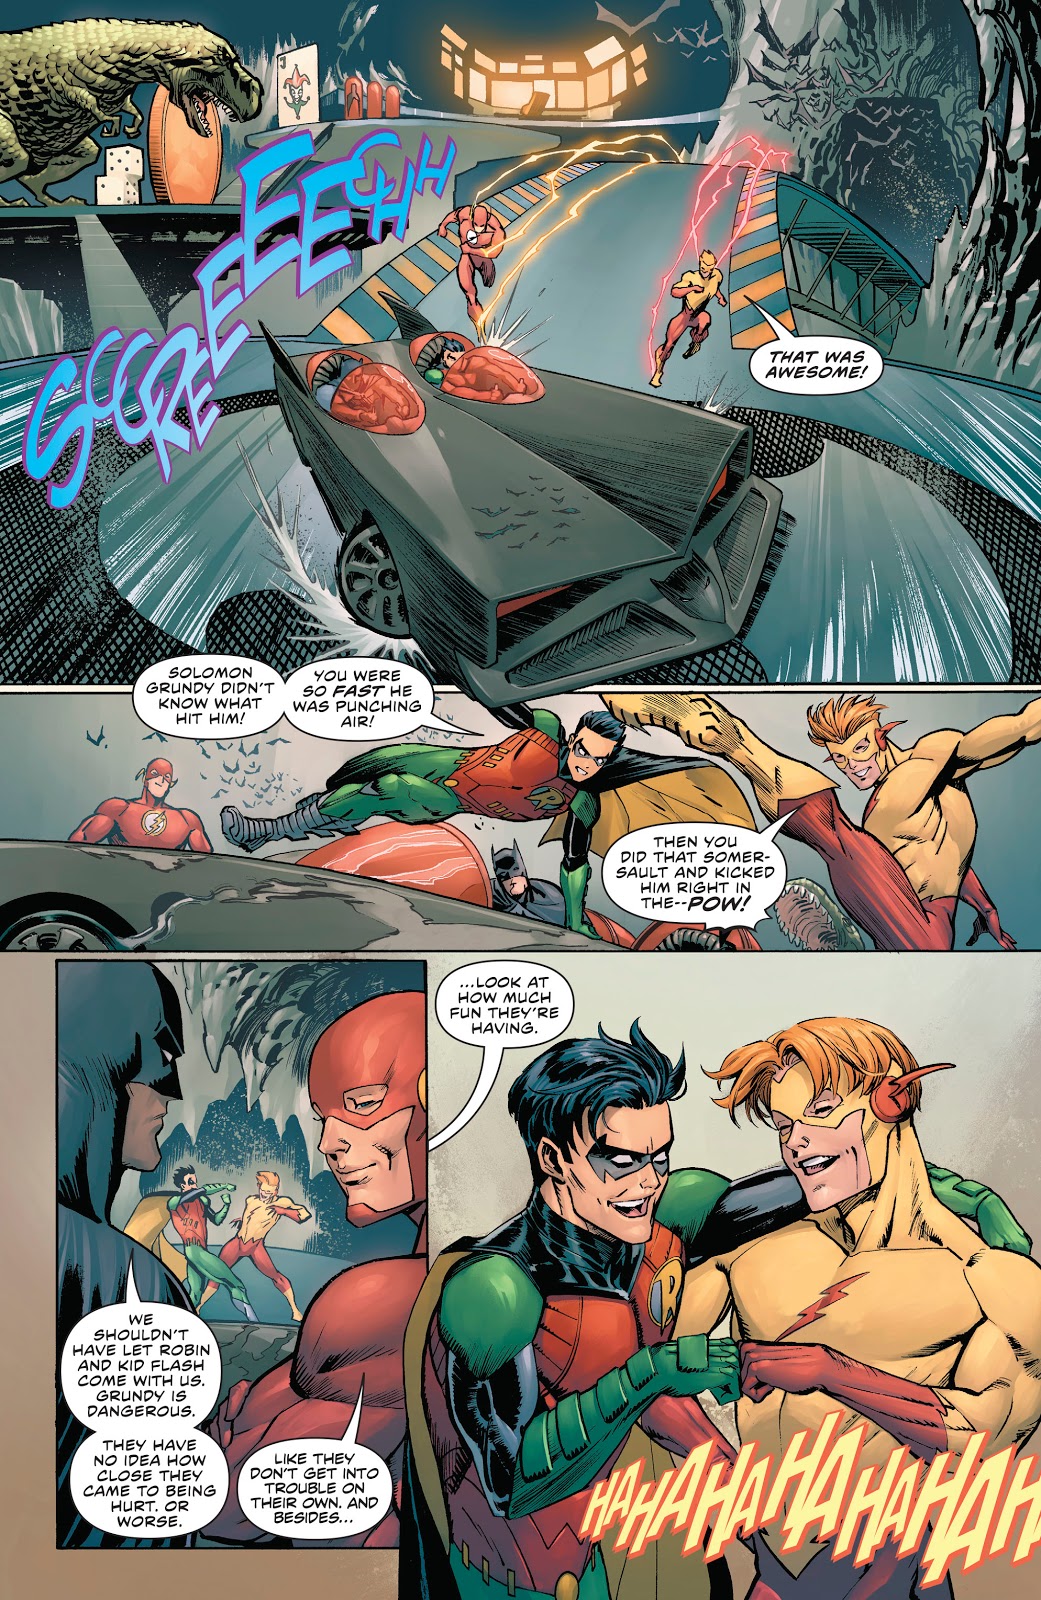 J
SCREEEEECHH
THAT WAS
AWESOME!
SOLOMON
GRUNDY DIDN'T
KNOW WHAT
HIT HIM!
YOU WERE
SO FAST HE
WAS PUNCHING
AIR!
R
THEN YOU
DID THAT SOMER-
SAULT AND KICKED
HIM RIGHT IN
THE--POW!
WE
SHOULDN'T
HAVE LET ROBIN
AND KID FLASH
COME WITH US.
GRUNDY IS
DANGEROUS.
THEY HAVE
NO IDEA HOW
CLOSE THEY
CAME TO BEING
HURT. OR
WORSE.
LIKE THEY
DON'T GET INTO
TROUBLE ON
THEIR OWN. AND
BESIDES...
...LOOK AT
HOW MUCH
FUN THEY'RE
HAVING.
R
HAHAHAHAHAHAHAH